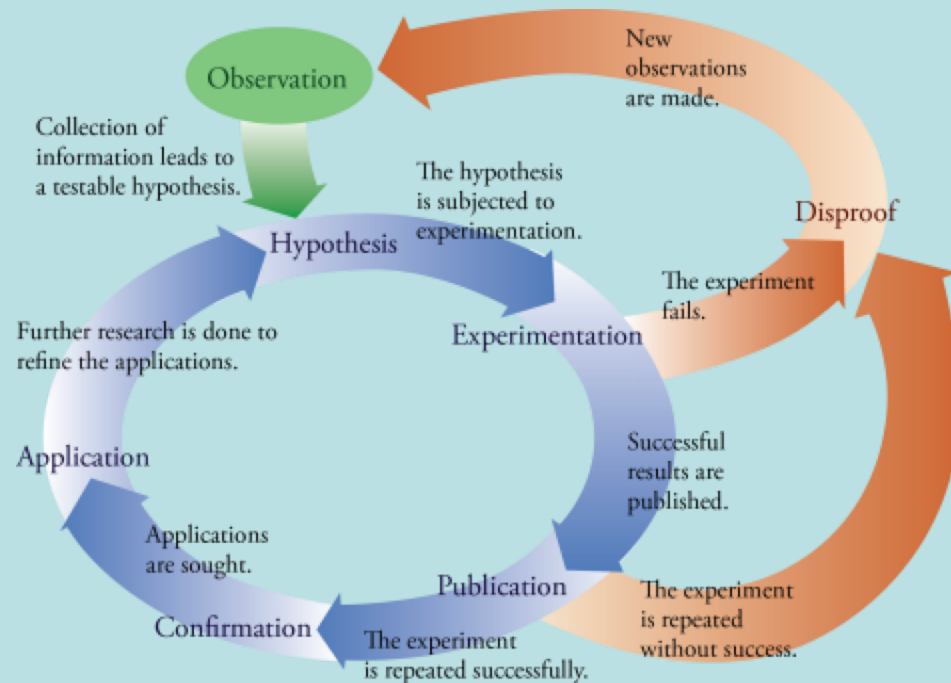 Observation
New
observations
are made.
Collection of
information leads to
a testable hypothesis.
The hypothesis
is subjected to
experimentation.
Disproof
Hypothesis
The experiment
fails.
Further research is done to
refine the applications.
Experimentation
Successful
results are
published.
Application
Applications
are sought.
Publication
The experiment
is repeated
without success.
Confirmation
The experiment
is repeated successfully.